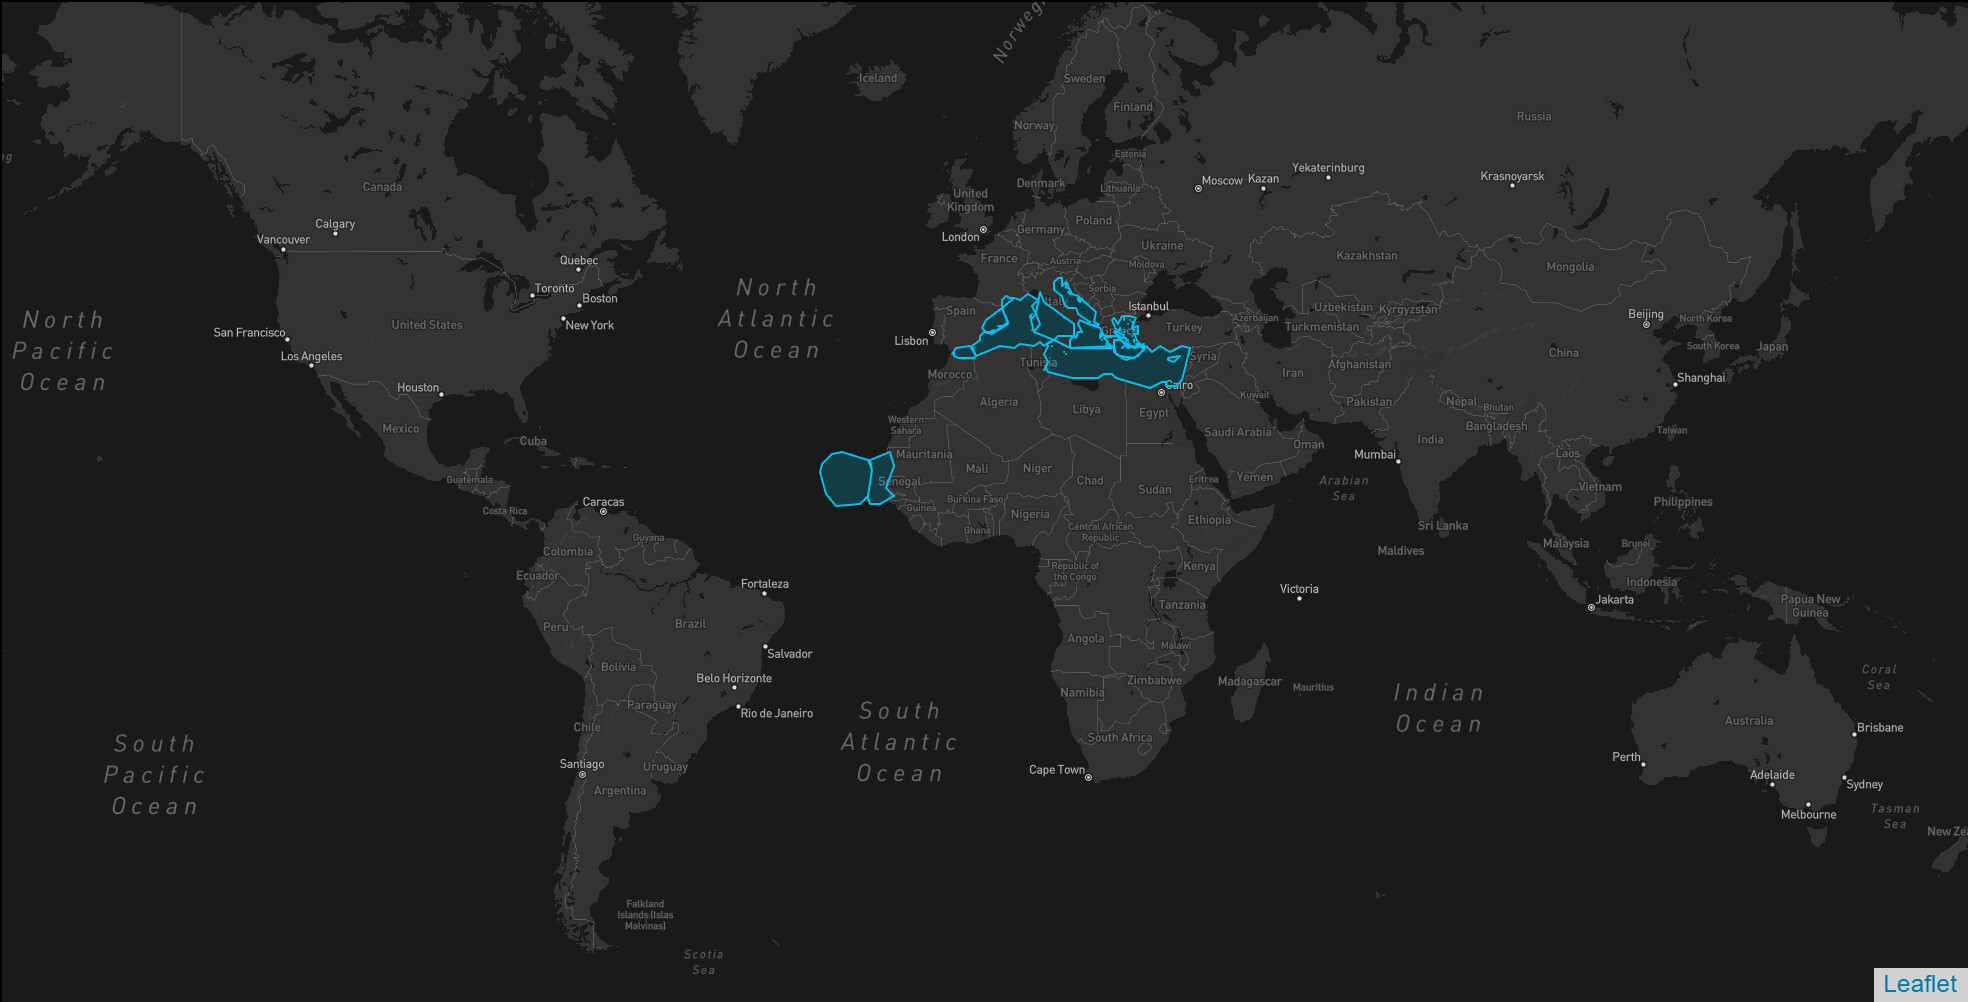 Norweg
Iceland
Sweden
Finland
Norway
Russia
Estonia
ng
Canada
Denmark
Lithuania
Moscow
Kazan
Yekaterinburg
Krasnoyarsk
United
Kingdom
London
Germany
Poland
Calgary
Vancouver
Ukraine
France
Austria
Moldova
Kazakhstan
Mongolia
Quebec
Toronto
Boston
New York
North
Atlantic
Ocean
Serbia
Italy
Spain
Istanbul
Lisbon
Greece
Turkey
Azerbaijan
Uzbekistan
Kyrgyzstan
Turkmenistan
Beijing
North Korea
South Korea
Japan
North
Pacific
Ocean
San Francisco
United States
Los Angeles
Houston
Morocco
Tunisia
Syria
Cairo
Iran
Afghanistan
China
Shanghai
Algeria
Libya
Egypt
Kuwait
Pakistan
Nepal
Bhutan
Bangladesh
Taiwan
Mexico
Cuba
Western
Sahara
Saudi Arabia
Oman
India
Mumbai
Laos
Mauritania
Mali
Niger
Chad
Sudan
Eritrea
Yemen
Arabian
Sea
Vietnam
Philippines
Guatemala
Costa Rica
Caracas
Senegal
Guinea
Burkina Faso
Ghana
Nigeria
Central African
Republic
Ethiopia
Sri Lanka
Maldives
Malaysia
Brunei
Guyana
Colombia
Ecuador
Republic of
the Congo
Kenya
Victoria
Indonesia
Jakarta
Papua New
Guinea
Fortaleza
Peru
Brazil
Tanzania
Angola
Malawi
Salvador
Bolivia
Belo Horizonte
Zimbabwe
Namibia
Madagascar
Mauritius
Indian
Ocean
Coral
Sea
Paraguay
Rio de Janeiro
Chile
South
Atlantic
Ocean
South Africa
Australia
Brisbane
South
Pacific
Ocean
Santiago
Uruguay
Argentina
Cape Town
Perth
Adelaide
Sydney
Melbourne
Tasman
Sea
New Zea
Falkland
Islands (Islas
Malvinas)
Scotia
Sea
Leaflet